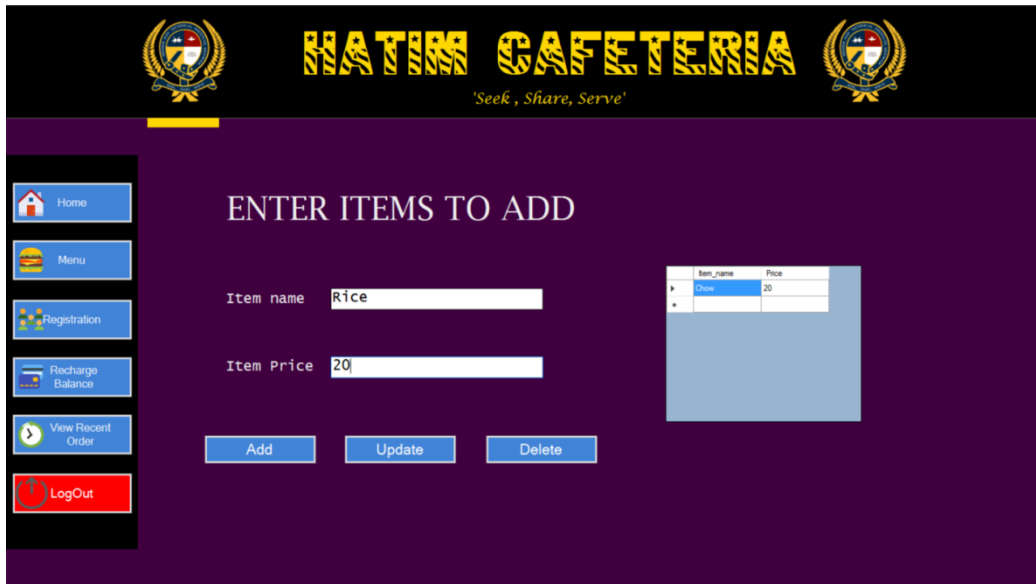 HATIM CAFETERIA
'Seek , Share, Serve'
Home
Menu
Registration
Recharge
Balance
View Recent
Order
LogOut
ENTER ITEMS TO ADD
Item name Rice
Item Price 20
Add Update Delete
Item_name Price
Chow 20